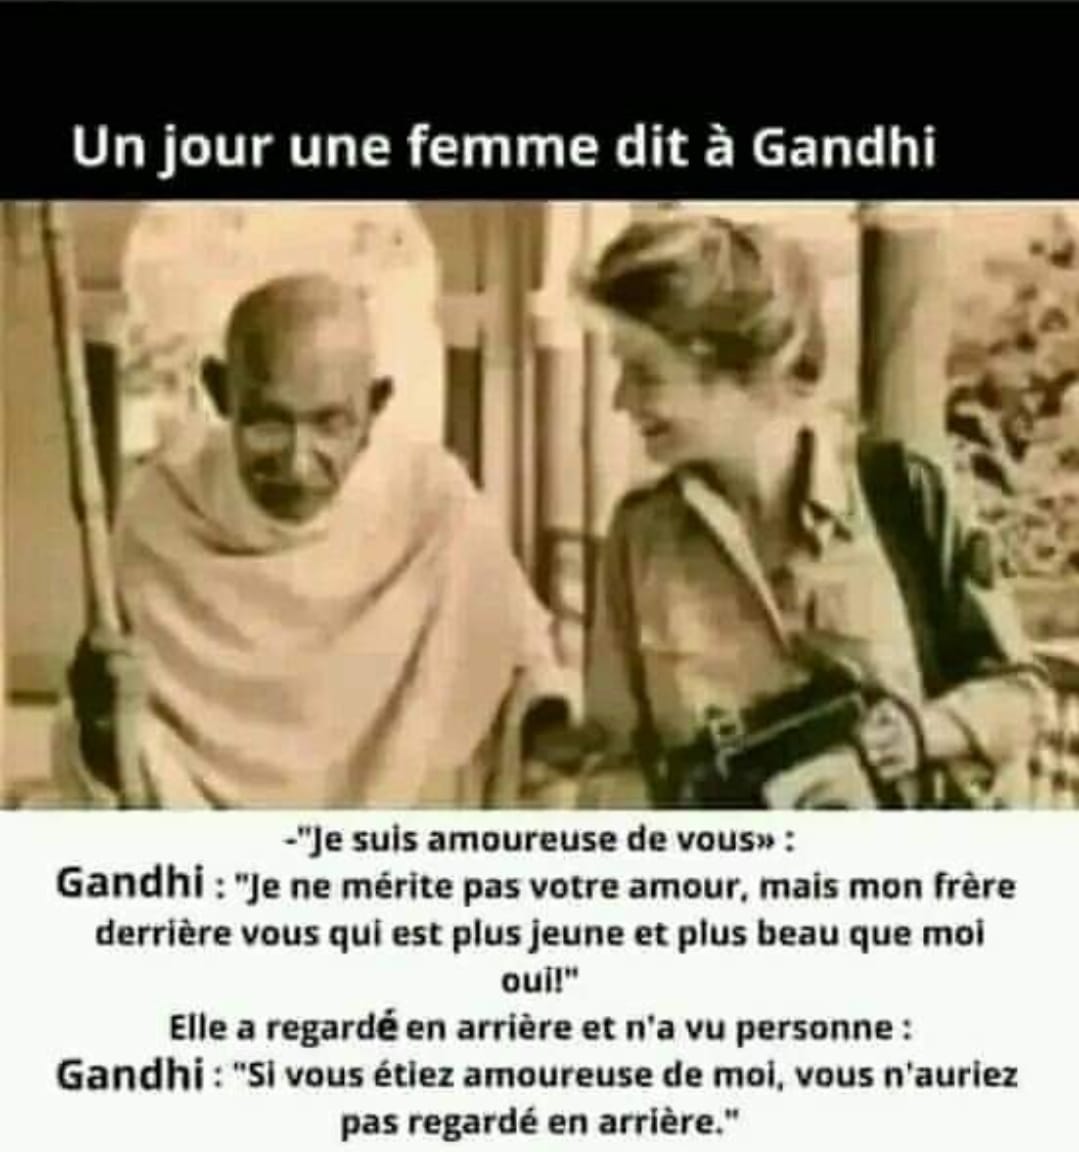 Un jour une femme dit à Gandhi
-"Je suis amoureuse de vous» :
Gandhi : "Je ne mérite pas votre amour, mais mon frère
derrière vous qui est plus jeune et plus beau que moi
oui!"
Elle a regardé en arrière et n'a vu personne :
Gandhi : "Si vous étiez amoureuse de moi, vous n'auriez
pas regardé en arrière."